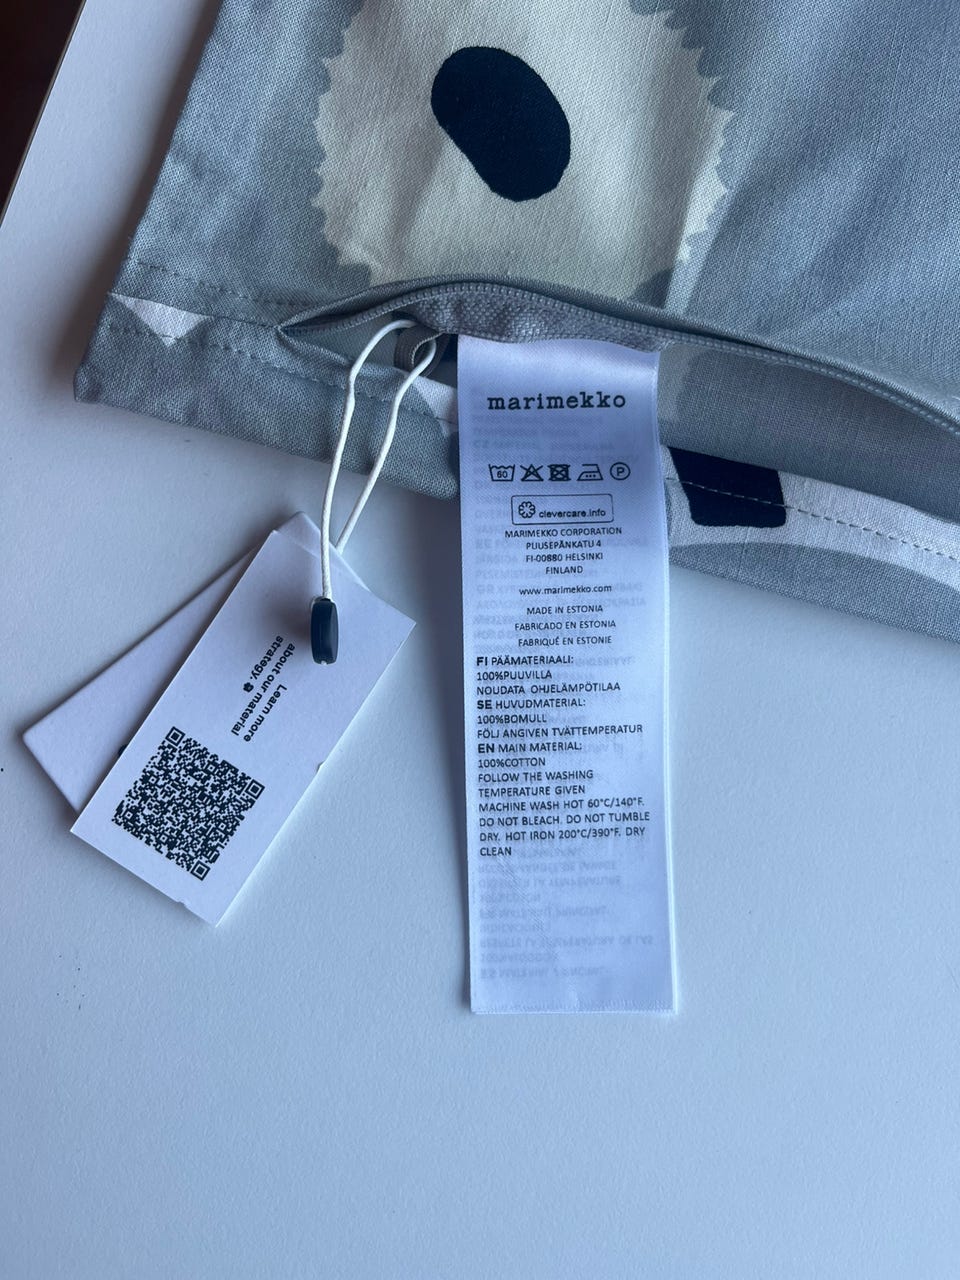 marimekko
60
P
clevercare.info
MARIMEKKO CORPORATION
PUUSEPÄNKATU 4
FI-00880 HELSINKI
FINLAND
www.marimekko.com
MADE IN ESTONIA
FABRICADO EN ESTONIA
FABRIQUÉ EN ESTONIE
FI PÄÄMATERIAALI:
100%PUUVILLA
NOUDATA OHJELÄMPÖTILAA
SE HUVUDMATERIAL:
100%BOMULL
FÖLJ ANGIVEN TVÄTTEMPERATUR
EN MAIN MATERIAL:
100%COTTON
FOLLOW THE WASHING
TEMPERATURE GIVEN
MACHINE WASH HOT 60°C/140°F.
DO NOT BLEACH. DO NOT TUMBLE
DRY. HOT IRON 200°C/390°F. DRY
CLEAN
Learn more
about our material
strategy.